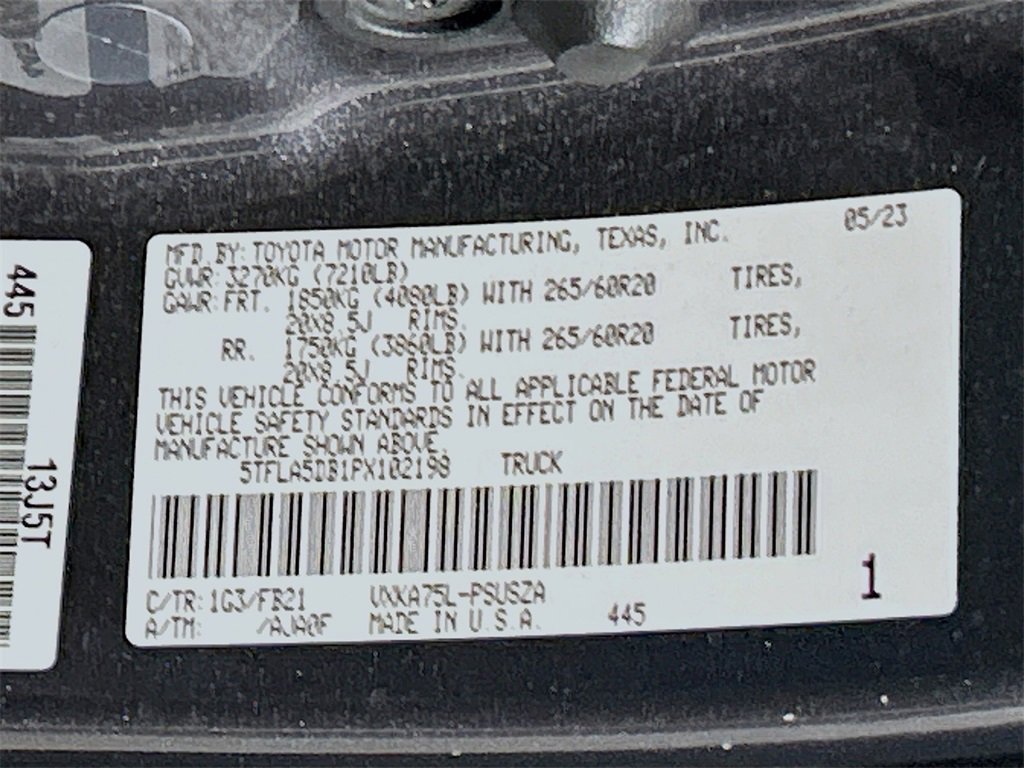 MFD. BY: TOYOTA MOTOR MANUFACTURING, TEXAS, INC. 05/23
GVWR: 3270KG (7210LB)
GAWR: FRT. 1850KG (4080LB) WITH 265/60R20 TIRES,
20X8.5J RIMS.
RR. 1750KG (3860LB) WITH 265/60R20 TIRES,
20X8.5J RIMS.
THIS VEHICLE CONFORMS TO ALL APPLICABLE FEDERAL MOTOR
VEHICLE SAFETY STANDARDS IN EFFECT ON THE DATE OF
MANUFACTURE SHOWN ABOVE.
5TFLA5DB1PX102198 TRUCK
C/TR: 1G3/FB21 VXKA75L-PSUSZA
A/TM: /AJA0F MADE IN U.S.A. 445
1
445
13J5T